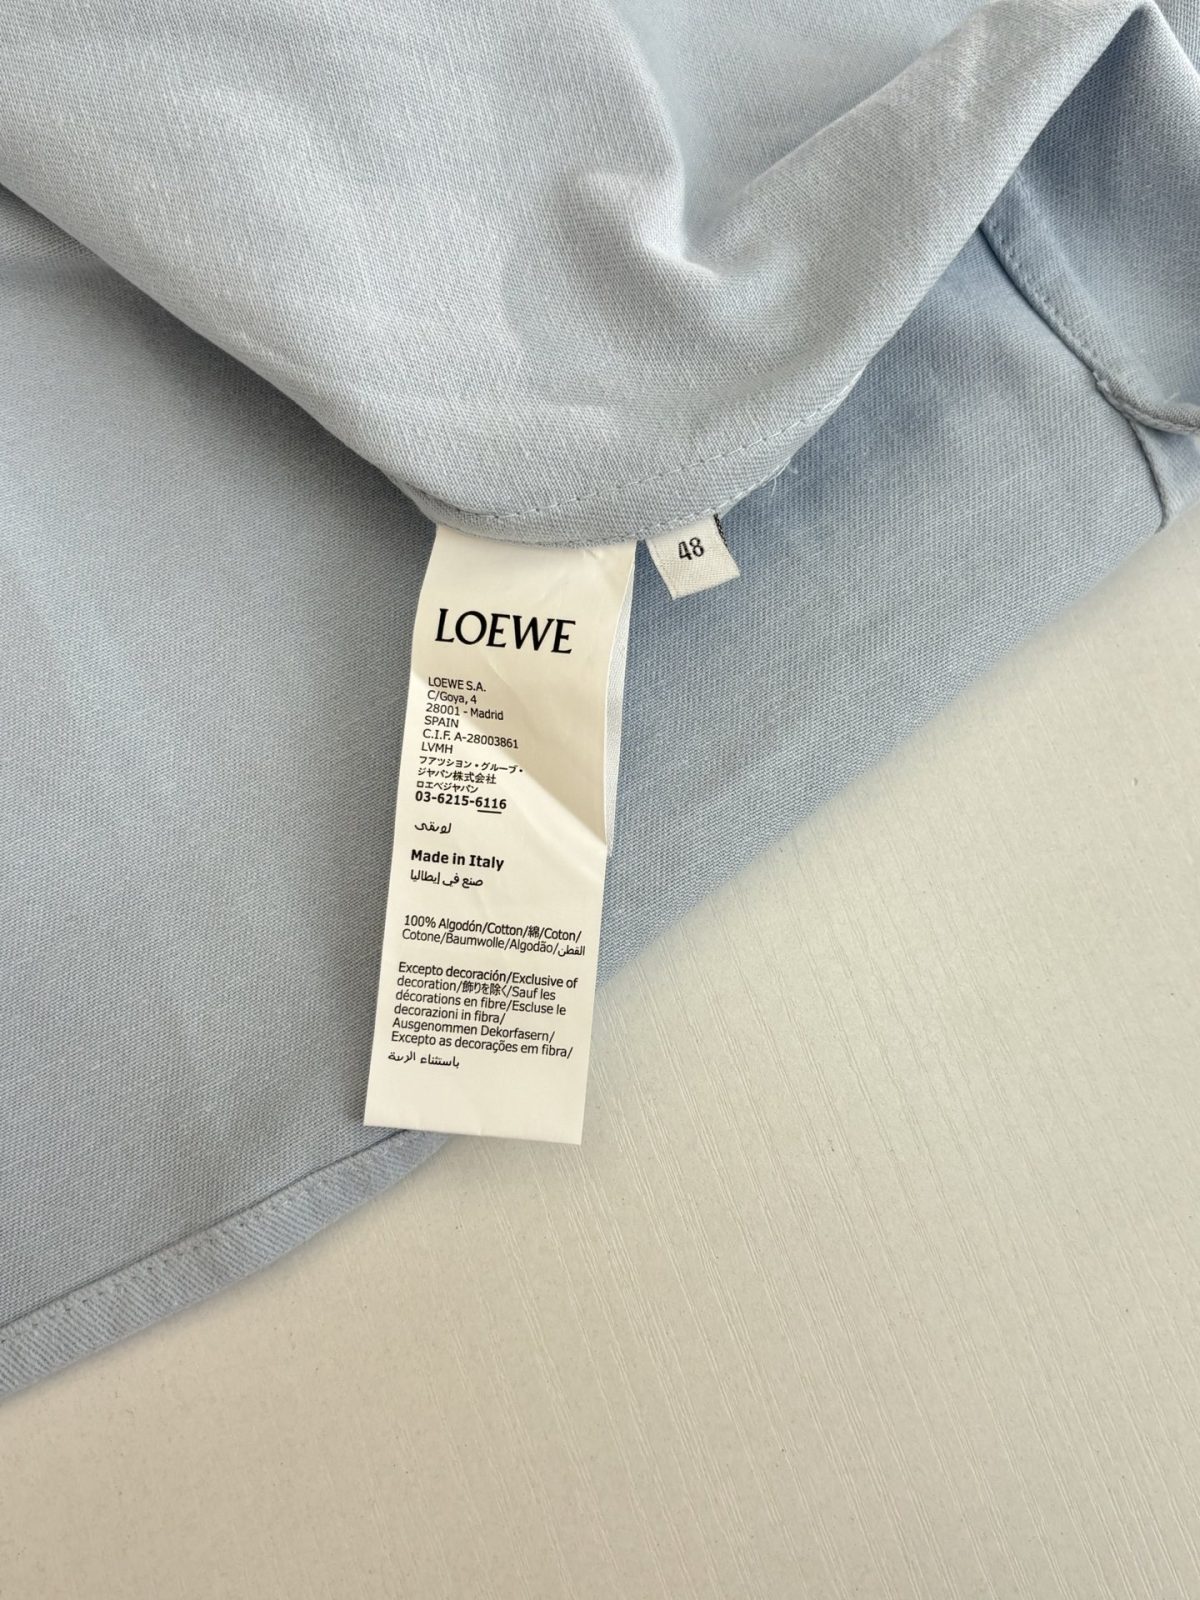 48
LOEWE
LOEWE S.A.
C/Goya, 4
28001 - Madrid
SPAIN
C.I.F. A-28003861
LVMH
ファッション・グループ・
ジャパン株式会社
ロエベジャパン
03-6215-6116
Made in Italy
صنع في إيطاليا
100% Algodón/Cotton/綿/Coton/
Cotone/Baumwolle/Algodão/القطن
Excepto decoración/Exclusive of
decoration/飾りを除く/Sauf les
décorations en fibre/Escluse le
decorazioni in fibra/
Ausgenommen Dekorfasern/
Excepto as decorações em fibra/
باستثناء